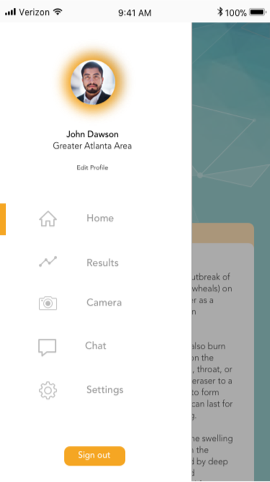 Verizon 9:41 AM 100%
John Dawson
Greater Atlanta Area
Edit Profile
Home
Results
Camera
Chat
Settings
Sign out
utbreak of
wheals) on
er as a
n
also burn
on the
, throat, or
eraser to a
to form
can last for
g.
he swelling
n the
d by deep
d